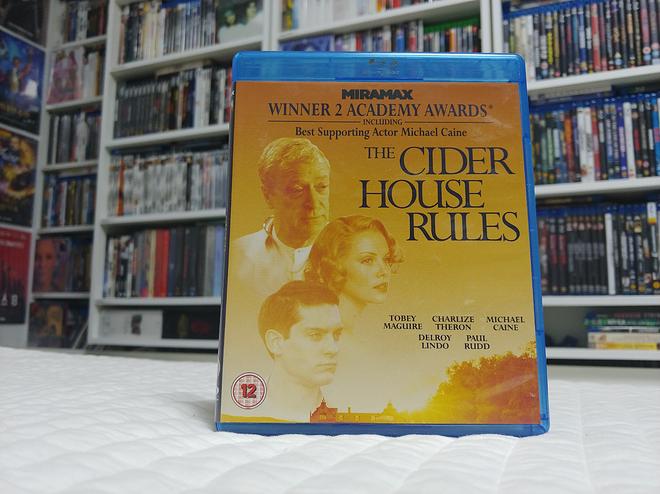 MIRAMAX
WINNER 2 ACADEMY AWARDS®
INCLUDING
Best Supporting Actor Michael Caine
THE CIDER
HOUSE
RULES
TOBEY MAGUIRE CHARLIZE THERON MICHAEL CAINE
DELROY LINDO PAUL RUDD
12